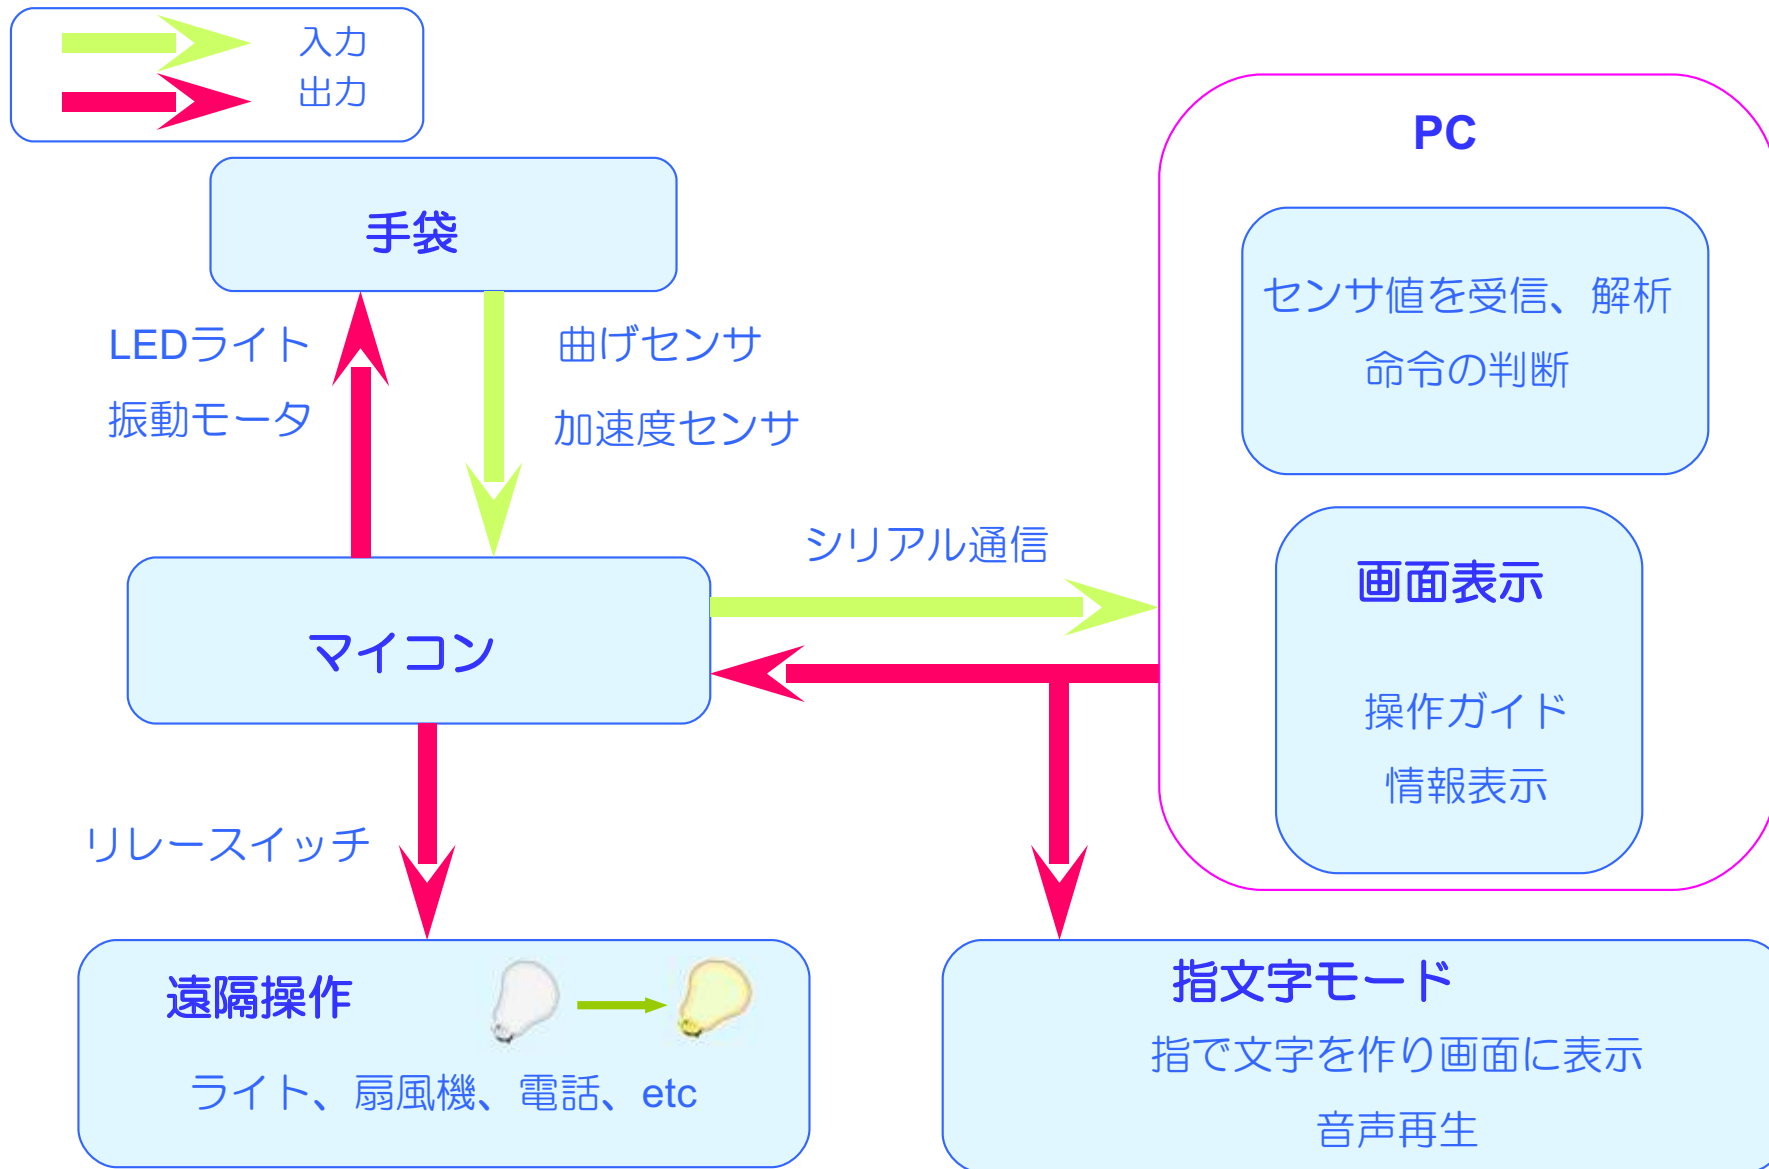 入力
出力
手袋
LEDライト
振動モータ
曲げセンサ
加速度センサ
マイコン
シリアル通信
リレースイッチ
遠隔操作
ライト、扇風機、電話、etc
PC
センサ値を受信、解析
命令の判断
画面表示
操作ガイド
情報表示
指文字モード
指で文字を作り画面に表示
音声再生